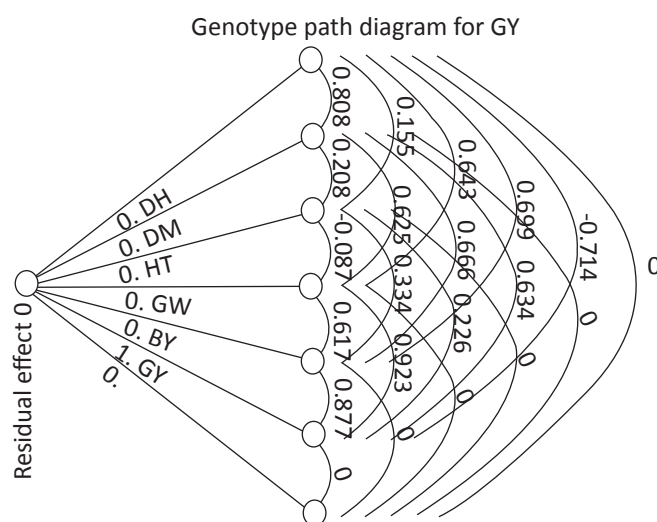 Genotype path diagram for GY
0. DH
0. DM
0. HT
0. GW
0. BY
1. GY
0.
Residual effect 0
0.808
0.208
-0.087
0.617
0.877
0
0.155
0.625
0.334
0.923
0
0.643
0.666
0.226
0
0.699
0.634
0
-0.714
0
0